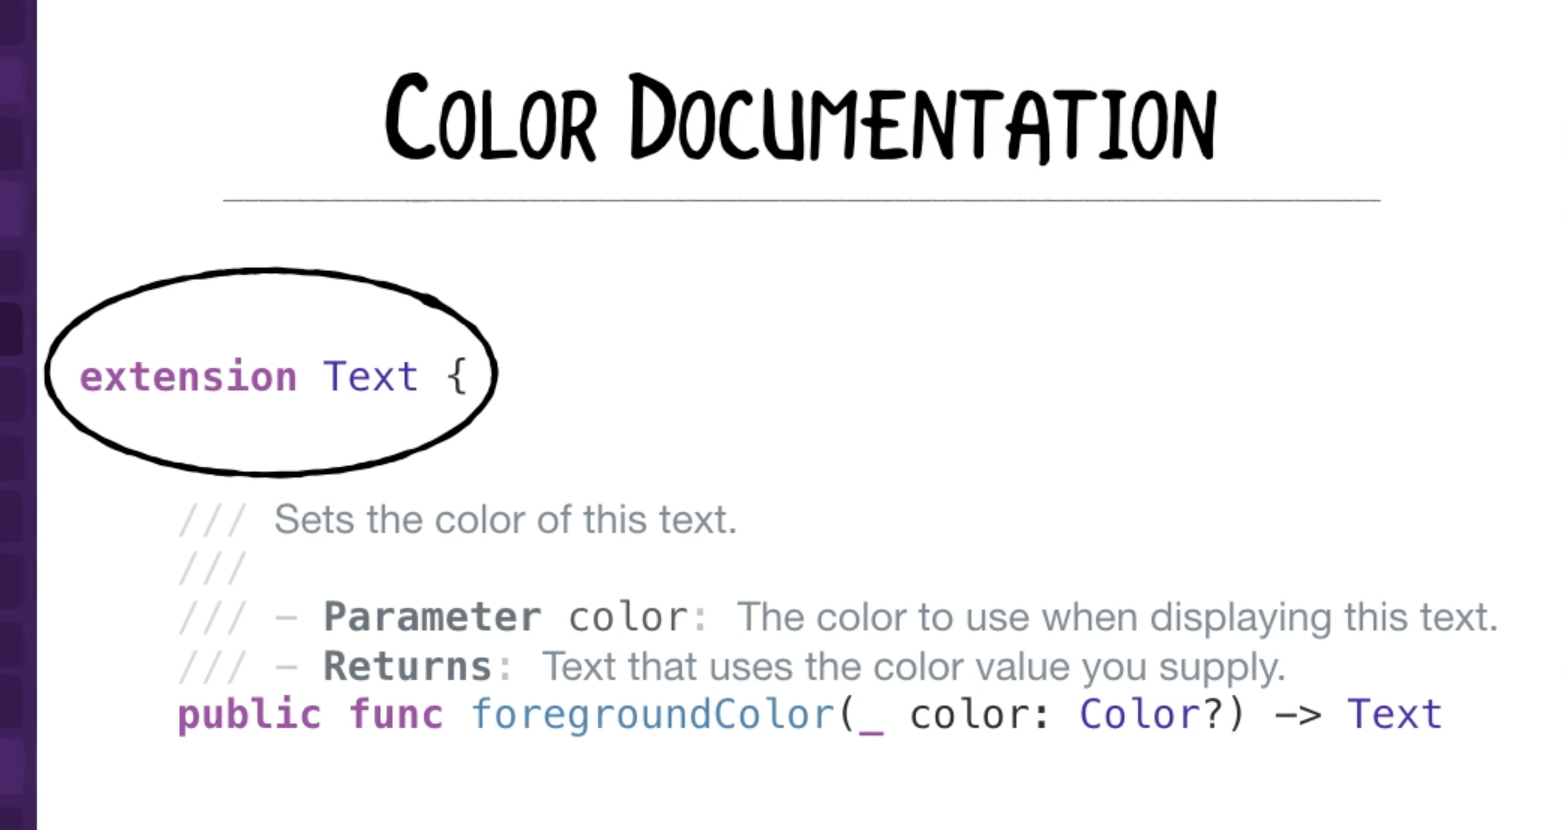 COLOR DOCUMENTATION
extension Text {
/// Sets the color of this text.
///
/// – Parameter color: The color to use when displaying this text.
/// – Returns: Text that uses the color value you supply.
public func foregroundColor(_ color: Color?) –> Text